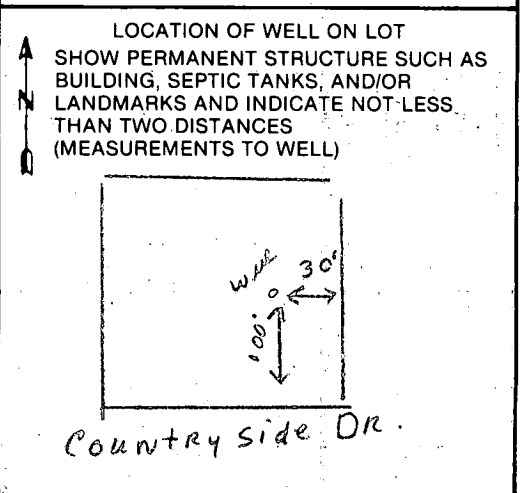 LOCATION OF WELL ON LOT
SHOW PERMANENT STRUCTURE SUCH AS
BUILDING, SEPTIC TANKS, AND/OR
N LANDMARKS AND INDICATE NOT LESS
THAN TWO DISTANCES
(MEASUREMENTS TO WELL)
Well
30'
100'
Country Side DR.